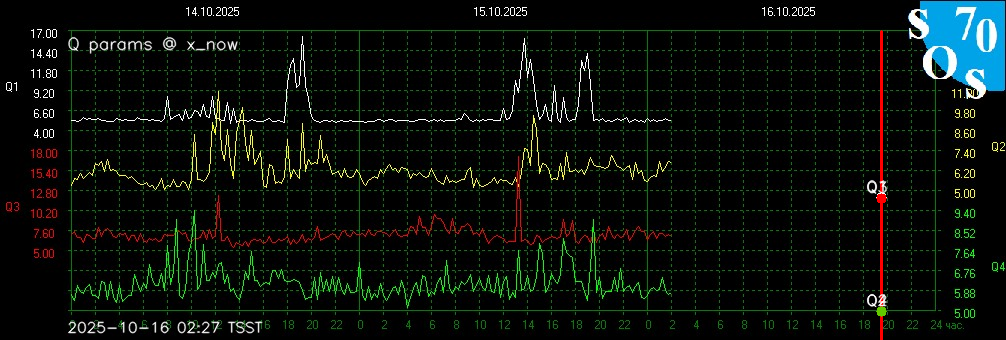 14.10.2025 15.10.2025 16.10.2025
Q params @ x_now
17.00
14.40
11.80
9.20
6.60
4.00
Q1
18.00
15.40
12.80
10.20
7.60
5.00
Q3
S 70
O
S
9.80
8.60
7.40
6.20
5.00
Q2
9.40
8.52
7.64
6.76
5.88
5.00
Q4
2025-10-16 02:27 TSST
16 18 20 22 0 2 4 6 8 10 12 14 16 18 20 22 0 2 4 6 8 10 12 14 16 18 20 22 24 час.